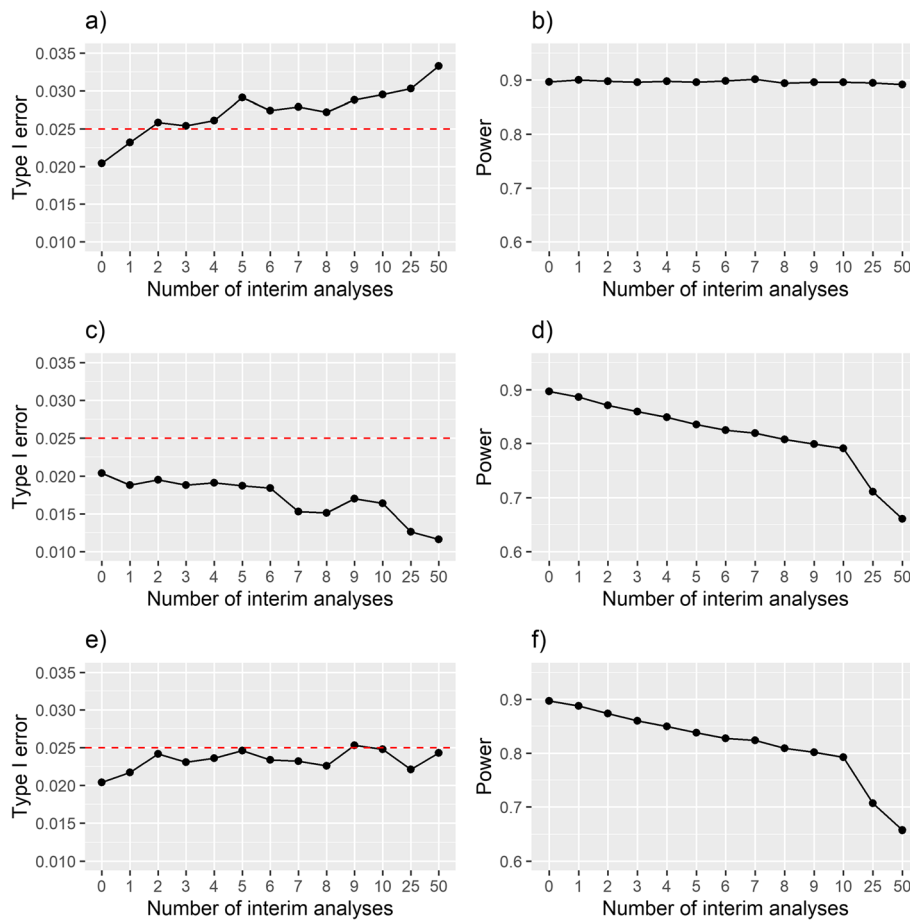 a)
Type I error
0.035
0.030
0.025
0.020
0.015
0.010
0 1 2 3 4 5 6 7 8 9 10 25 50
Number of interim analyses
b)
Power
0.9
0.8
0.7
0.6
0 1 2 3 4 5 6 7 8 9 10 25 50
Number of interim analyses
c)
Type I error
0.035
0.030
0.025
0.020
0.015
0.010
0 1 2 3 4 5 6 7 8 9 10 25 50
Number of interim analyses
d)
Power
0.9
0.8
0.7
0.6
0 1 2 3 4 5 6 7 8 9 10 25 50
Number of interim analyses
e)
Type I error
0.035
0.030
0.025
0.020
0.015
0.010
0 1 2 3 4 5 6 7 8 9 10 25 50
Number of interim analyses
f)
Power
0.9
0.8
0.7
0.6
0 1 2 3 4 5 6 7 8 9 10 25 50
Number of interim analyses